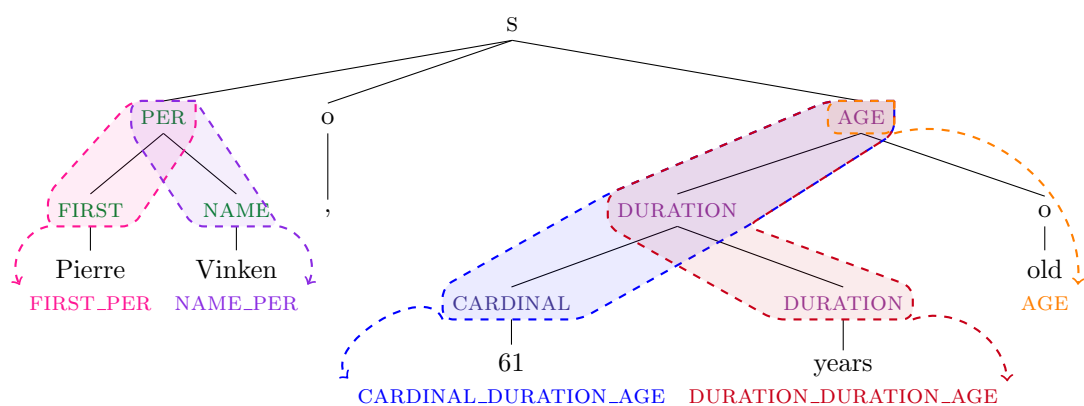 S
PER o AGE
FIRST NAME , DURATION o
Pierre Vinken CARDINAL DURATION old
FIRST_PER NAME_PER AGE
61 years
CARDINAL_DURATION_AGE DURATION_DURATION_AGE